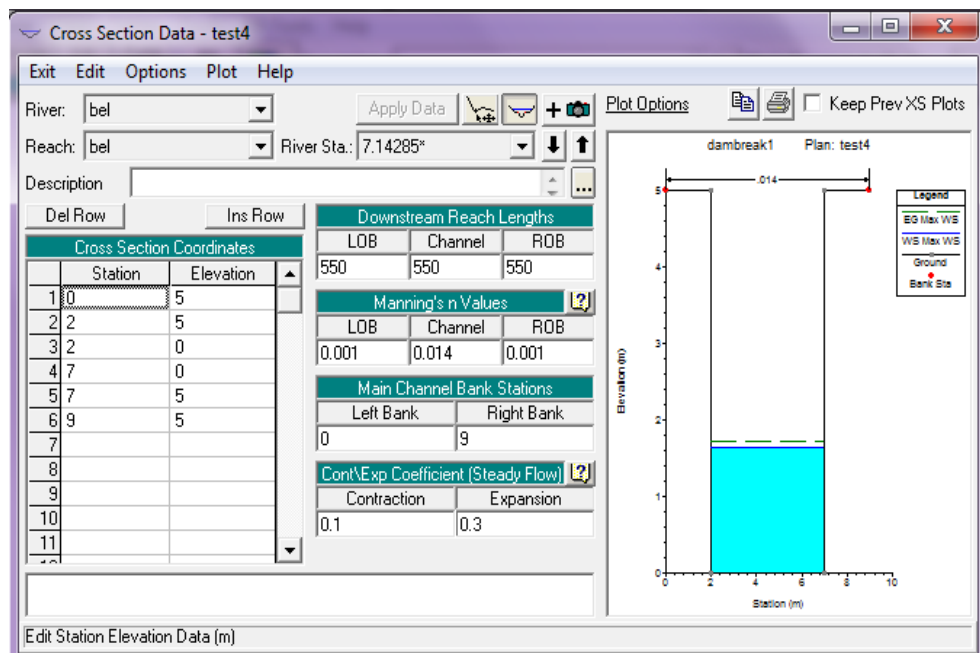 Cross Section Data - test4
Exit Edit Options Plot Help
River: bel
Apply Data
Plot Options
Keep Prev XS Plots
Reach: bel
River Sta.: 7.14285*
Description
...
Del Row
Ins Row
Cross Section Coordinates
Station Elevation
1 0 5
2 2 5
3 2 0
4 7 0
5 7 5
6 9 5
7
8
9
10
11
Downstream Reach Lengths
LOB Channel ROB
550 550 550
Manning's n Values
LOB Channel ROB
0.001 0.014 0.001
Main Channel Bank Stations
Left Bank Right Bank
0 9
Cont\Exp Coefficient (Steady Flow)
Contraction Expansion
0.1 0.3
dambreak1 Plan: test4
.014
Legend
EG Max WS
WS Max WS
Ground
Bank Sta
Elevation (m)
5
4
3
2
1
0
0 2 4 6 8 10
Station (m)
Edit Station Elevation Data (m)